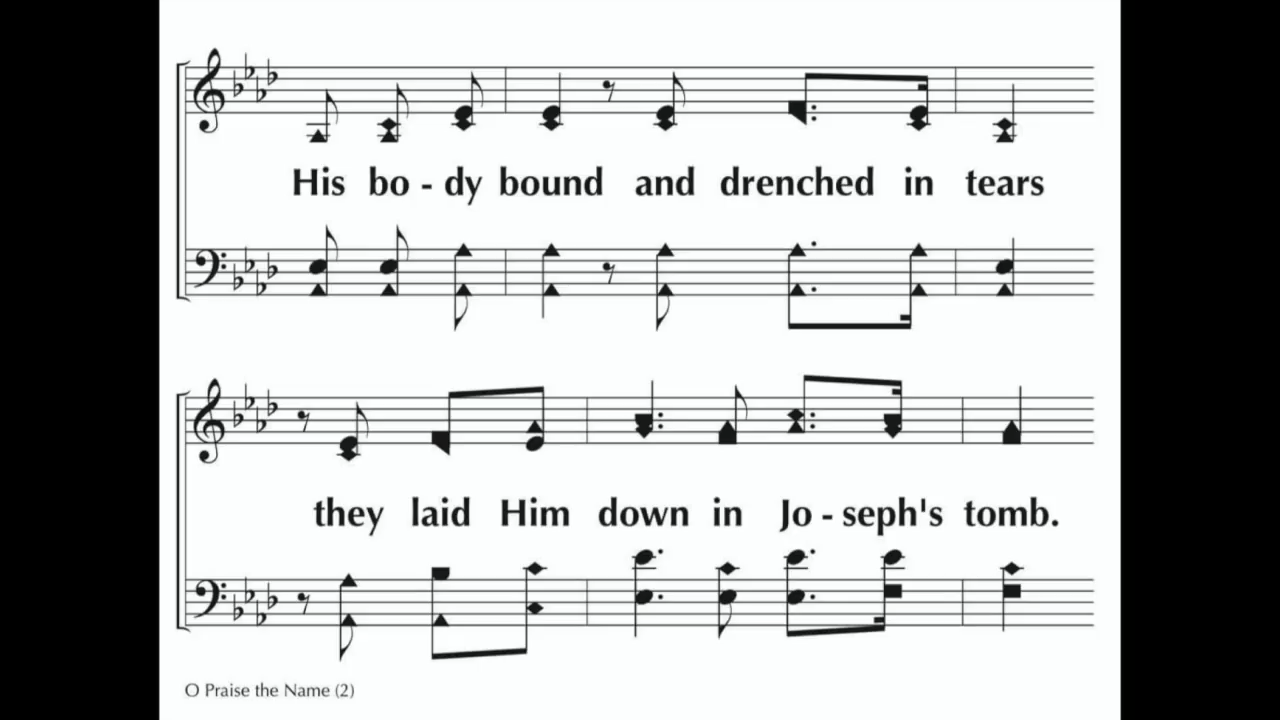 His bo - dy bound and drenched in tears
they laid Him down in Jo - seph's tomb.
O Praise the Name (2)